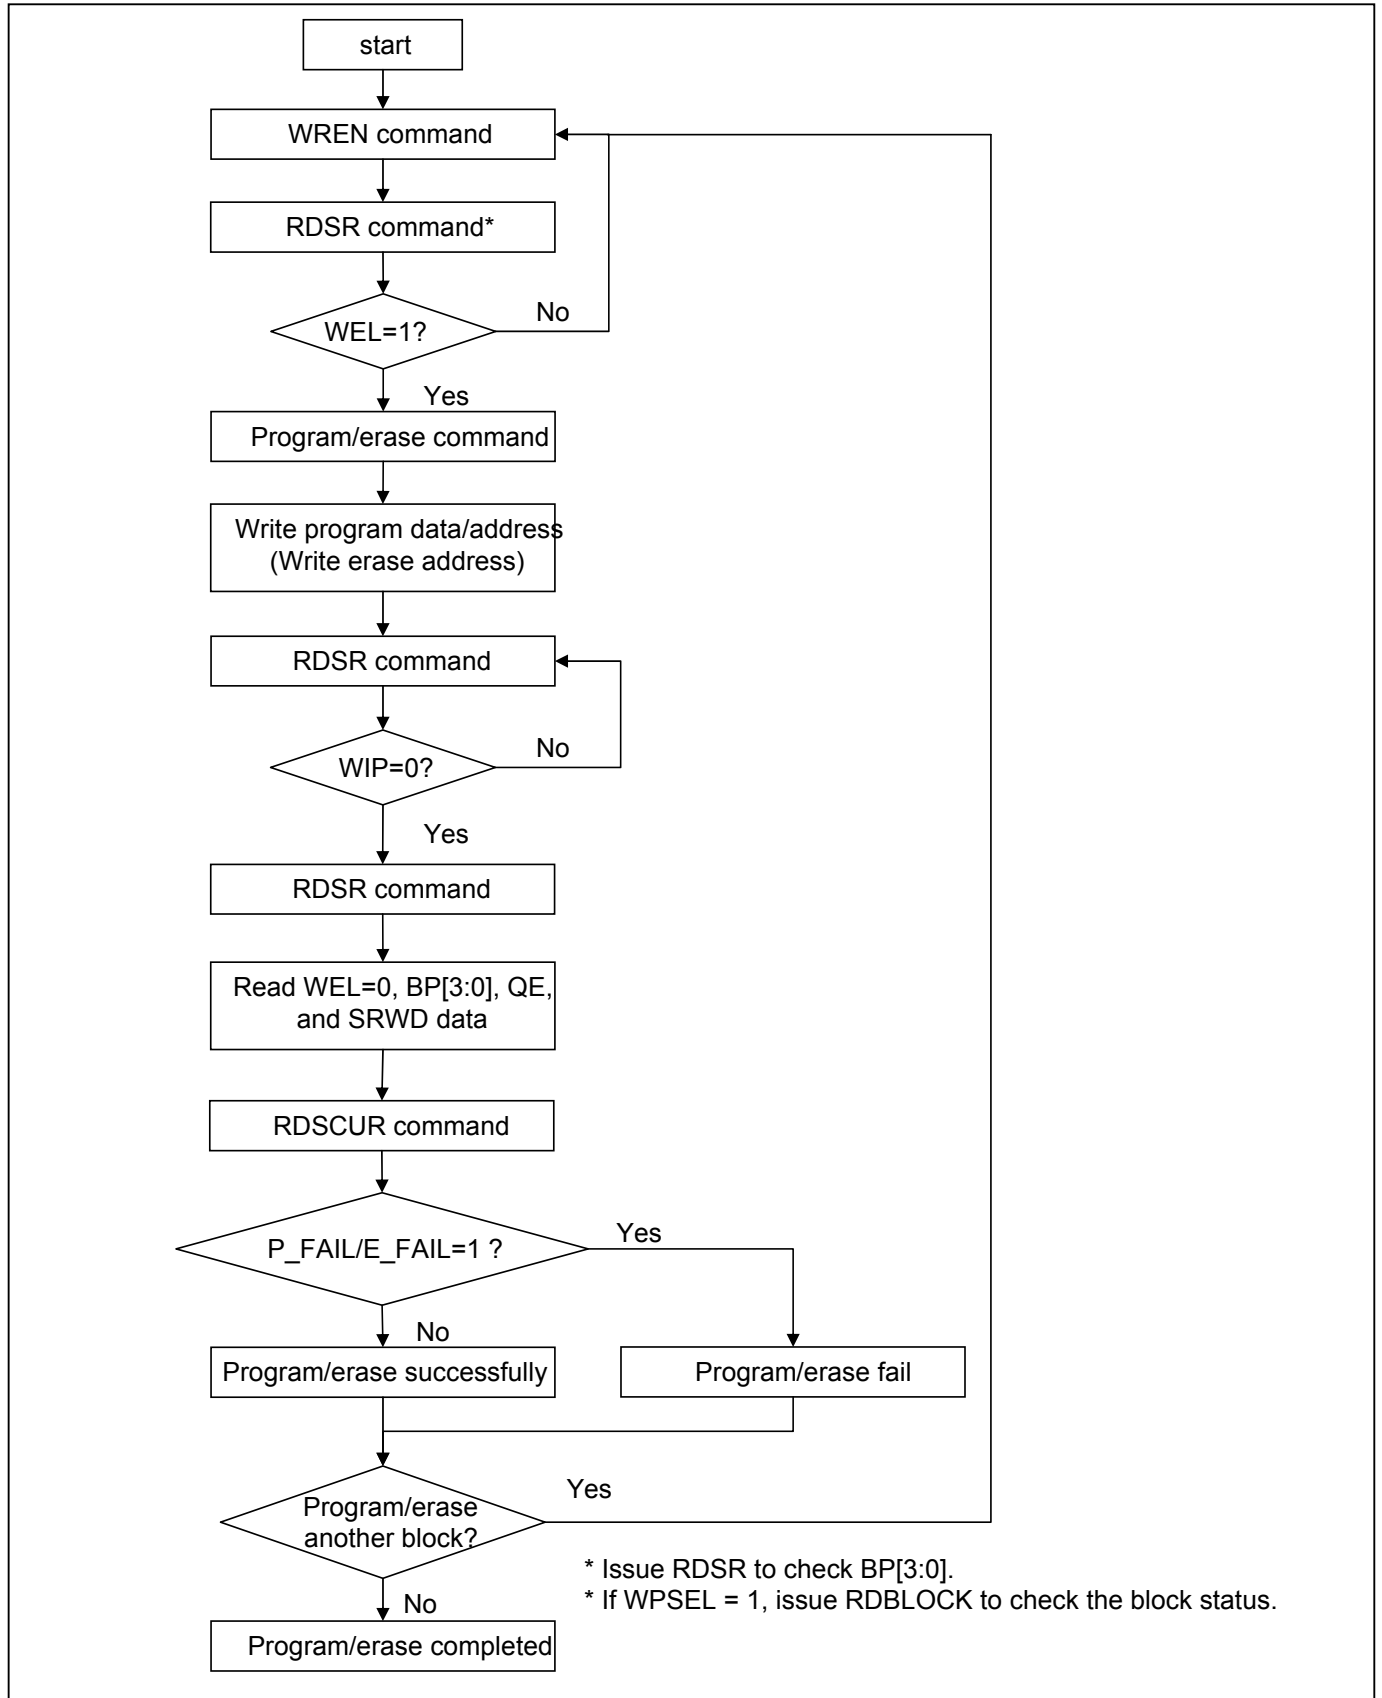 start
WREN command
RDSR command*
WEL=1?
No
Yes
Program/erase command
Write program data/address
(Write erase address)
RDSR command
WIP=0?
No
Yes
RDSR command
Read WEL=0, BP[3:0], QE,
and SRWD data
RDSCUR command
P_FAIL/E_FAIL=1 ?
Yes
No
Program/erase successfully
Program/erase fail
Program/erase
another block?
Yes
* Issue RDSR to check BP[3:0].
* If WPSEL = 1, issue RDBLOCK to check the block status.
No
Program/erase completed